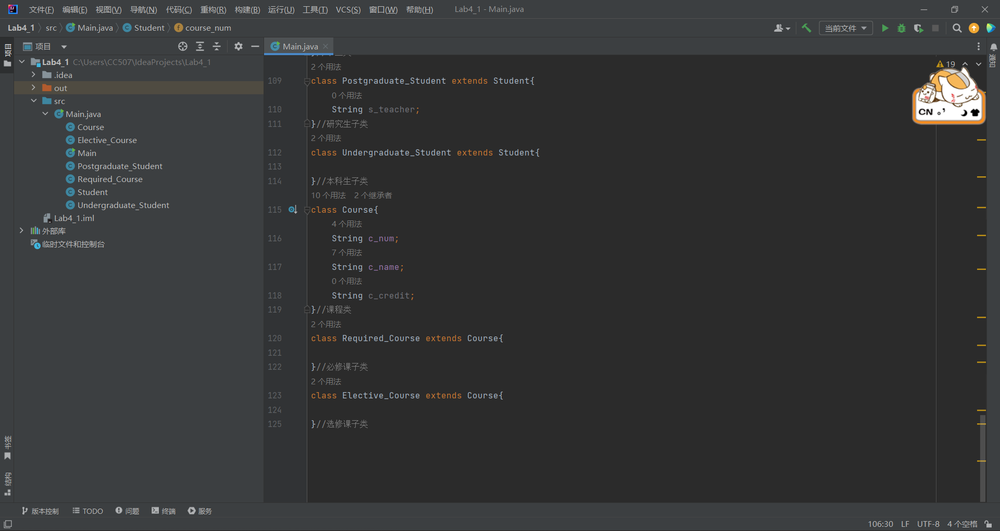 文件(F) 编辑(E) 视图(V) 导航(N) 代码(C) 重构(R) 构建(B) 运行(U) 工具(T) VCS(S) 窗口(W) 帮助(H) Lab4_1 - Main.java
Lab4_1 src Main.java Student course_num 当前文件
项目
项目
Main.java
通知
Lab4_1 C:\Users\CC507\IdeaProjects\Lab4_1
.idea
out
src
Main.java
Course
Elective_Course
Main
Postgraduate_Student
Required_Course
Student
Undergraduate_Student
Lab4_1.iml
外部库
临时文件和控制台
19
CN
2 个用法
109 class Postgraduate_Student extends Student{
0 个用法
110 String s_teacher;
111 }//研究生子类
2 个用法
112 class Undergraduate_Student extends Student{
113
114 }//本科生子类
10 个用法 2 个继承者
115 class Course{
4 个用法
116 String c_num;
7 个用法
117 String c_name;
0 个用法
118 String c_credit;
119 }//课程类
2 个用法
120 class Required_Course extends Course{
121
122 }//必修课子类
2 个用法
123 class Elective_Course extends Course{
124
125 }//选修课子类
书签
结构
版本控制 TODO 问题 终端 服务
106:30 LF UTF-8 4 个空格